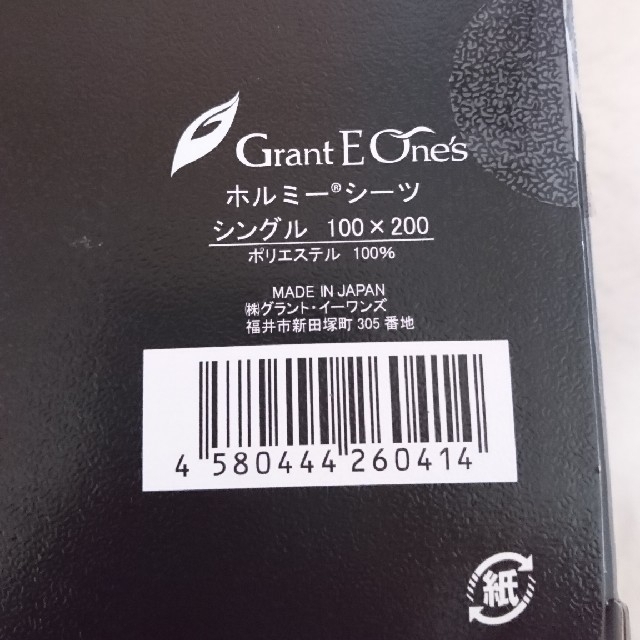 Grant E One's
ホルミー®シーツ
シングル 100×200
ポリエステル 100%
MADE IN JAPAN
㈱グラント・イーワンズ
福井市新田塚町 305 番地
4 580444 260414
紙